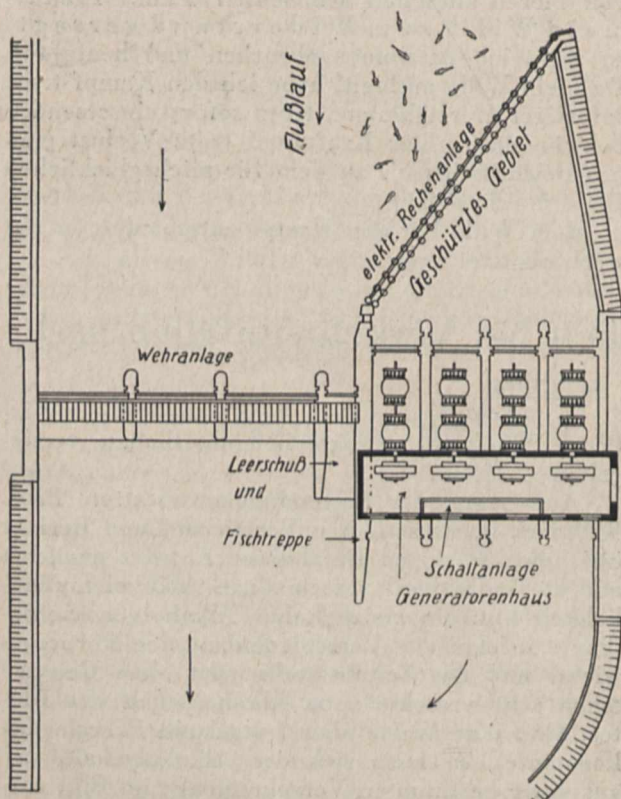 Flußlauf
elektr. Rechenanlage
Geschütztes Gebiet
Wehranlage
Leerschuß
und
Fischtreppe
Schaltanlage
Generatorenhaus